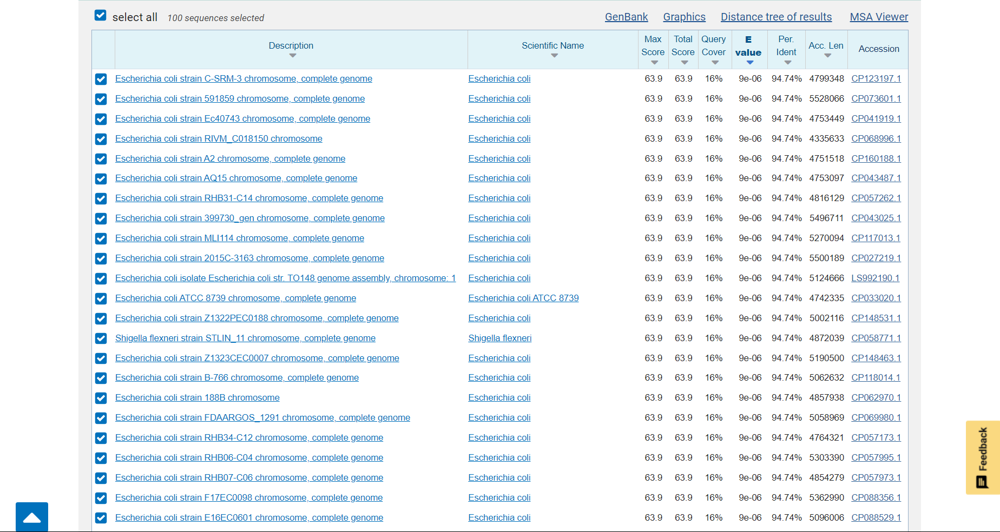 select all 100 sequences selected GenBank Graphics Distance tree of results MSA Viewer
Description Scientific Name Max Score Total Score Query Cover E value Per. Ident Acc. Len Accession
Escherichia coli strain C-SRM-3 chromosome, complete genome Escherichia coli 63.9 63.9 16% 9e-06 94.74% 4799348 CP123197.1
Escherichia coli strain 591859 chromosome, complete genome Escherichia coli 63.9 63.9 16% 9e-06 94.74% 5528066 CP073601.1
Escherichia coli strain Ec40743 chromosome, complete genome Escherichia coli 63.9 63.9 16% 9e-06 94.74% 4753449 CP041919.1
Escherichia coli strain RIVM_C018150 chromosome Escherichia coli 63.9 63.9 16% 9e-06 94.74% 4335633 CP068996.1
Escherichia coli strain A2 chromosome, complete genome Escherichia coli 63.9 63.9 16% 9e-06 94.74% 4751518 CP160188.1
Escherichia coli strain AQ15 chromosome, complete genome Escherichia coli 63.9 63.9 16% 9e-06 94.74% 4753097 CP043487.1
Escherichia coli strain RHB31-C14 chromosome, complete genome Escherichia coli 63.9 63.9 16% 9e-06 94.74% 4816129 CP057262.1
Escherichia coli strain 399730_gen chromosome, complete genome Escherichia coli 63.9 63.9 16% 9e-06 94.74% 5496711 CP043025.1
Escherichia coli strain MLI114 chromosome, complete genome Escherichia coli 63.9 63.9 16% 9e-06 94.74% 5270094 CP117013.1
Escherichia coli strain 2015C-3163 chromosome, complete genome Escherichia coli 63.9 63.9 16% 9e-06 94.74% 5500189 CP027219.1
Escherichia coli isolate Escherichia coli str. TO148 genome assembly, chromosome: 1 Escherichia coli 63.9 63.9 16% 9e-06 94.74% 5124666 LS992190.1
Escherichia coli ATCC 8739 chromosome, complete genome Escherichia coli ATCC 8739 63.9 63.9 16% 9e-06 94.74% 4742335 CP033020.1
Escherichia coli strain Z1322PEC0188 chromosome, complete genome Escherichia coli 63.9 63.9 16% 9e-06 94.74% 5002116 CP148531.1
Shigella flexneri strain STLIN_11 chromosome, complete genome Shigella flexneri 63.9 63.9 16% 9e-06 94.74% 4872039 CP058771.1
Escherichia coli strain Z1323CEC0007 chromosome, complete genome Escherichia coli 63.9 63.9 16% 9e-06 94.74% 5190500 CP148463.1
Escherichia coli strain B-766 chromosome, complete genome Escherichia coli 63.9 63.9 16% 9e-06 94.74% 5062632 CP118014.1
Escherichia coli strain 188B chromosome Escherichia coli 63.9 63.9 16% 9e-06 94.74% 4857938 CP062970.1
Escherichia coli strain FDAARGOS_1291 chromosome, complete genome Escherichia coli 63.9 63.9 16% 9e-06 94.74% 5058969 CP069980.1
Escherichia coli strain RHB34-C12 chromosome, complete genome Escherichia coli 63.9 63.9 16% 9e-06 94.74% 4764321 CP057173.1
Escherichia coli strain RHB06-C04 chromosome, complete genome Escherichia coli 63.9 63.9 16% 9e-06 94.74% 5303390 CP057995.1
Escherichia coli strain RHB07-C06 chromosome, complete genome Escherichia coli 63.9 63.9 16% 9e-06 94.74% 4854279 CP057973.1
Escherichia coli strain F17EC0098 chromosome, complete genome Escherichia coli 63.9 63.9 16% 9e-06 94.74% 5362990 CP088356.1
Escherichia coli strain E16EC0601 chromosome, complete genome Escherichia coli 63.9 63.9 16% 9e-06 94.74% 5096006 CP088529.1
Feedback